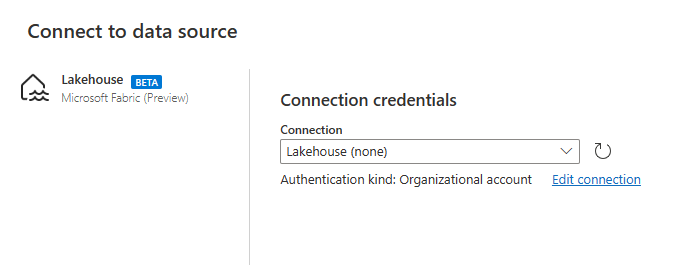 Connect to data source
Lakehouse BETA
Microsoft Fabric (Preview)
Connection credentials
Connection
Lakehouse (none)
Authentication kind: Organizational account Edit connection